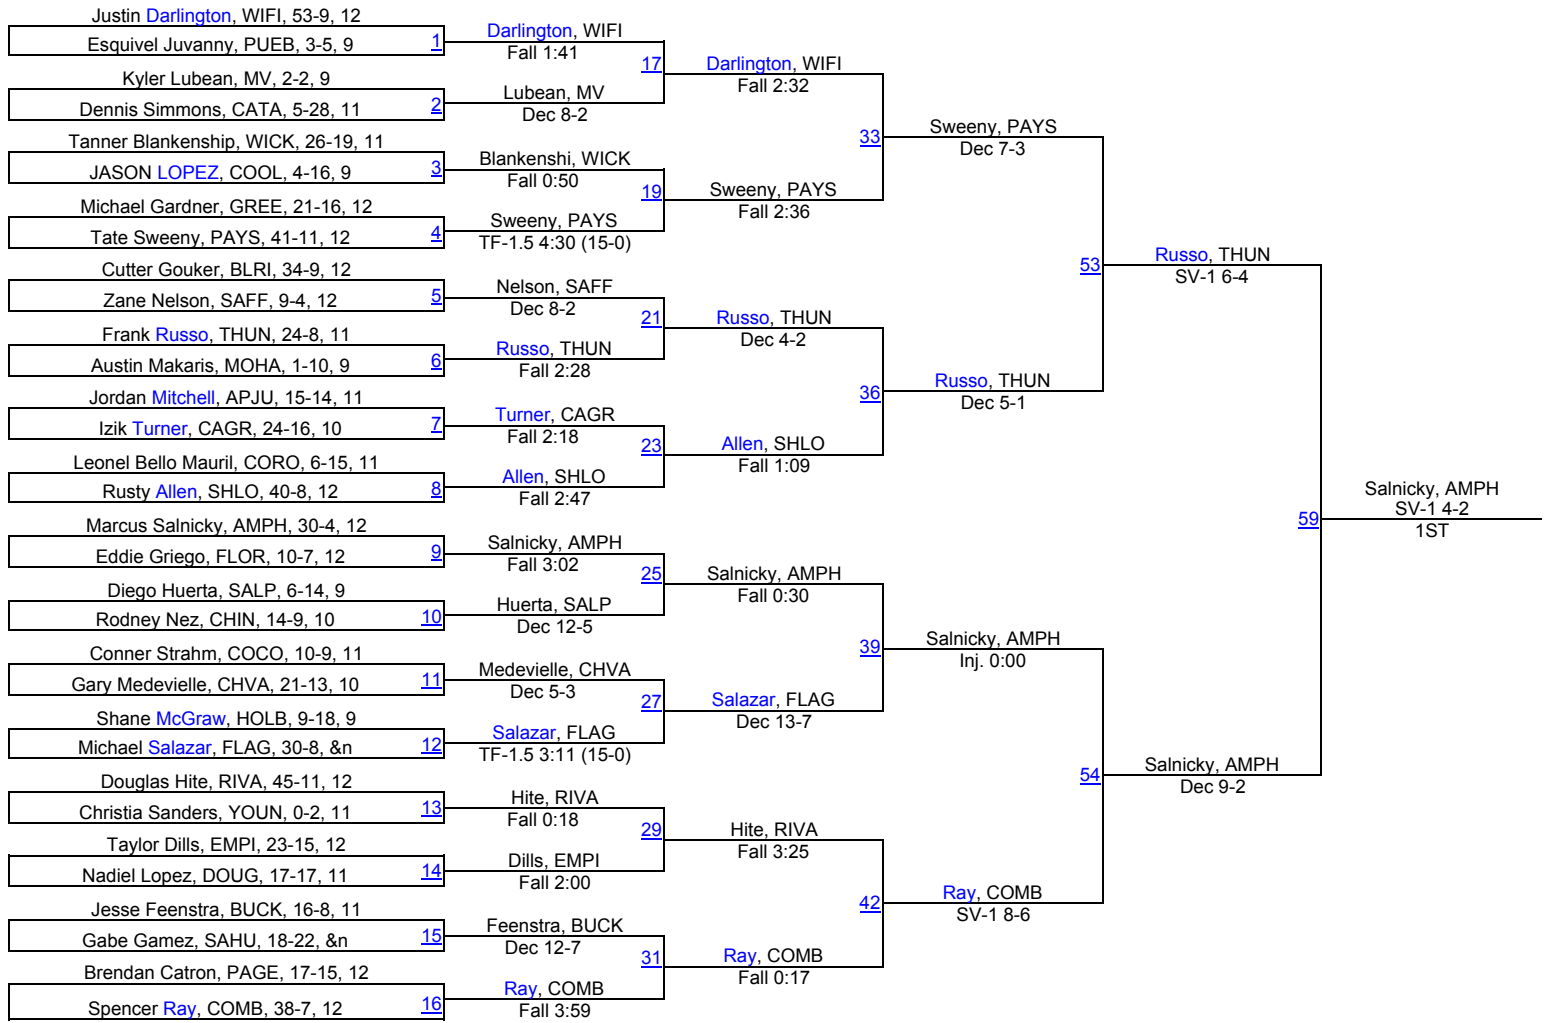 Justin Darlington, WIFI, 53-9, 12
Esquivel Juvanny, PUEB, 3-5, 9
1
Kyler Lubean, MV, 2-2, 9
Dennis Simmons, CATA, 5-28, 11
2
Tanner Blankenship, WICK, 26-19, 11
JASON LOPEZ, COOL, 4-16, 9
3
Michael Gardner, GREE, 21-16, 12
Tate Sweeny, PAYS, 41-11, 12
4
Cutter Gouker, BLRI, 34-9, 12
Zane Nelson, SAFF, 9-4, 12
5
Frank Russo, THUN, 24-8, 11
Austin Makaris, MOHA, 1-10, 9
6
Jordan Mitchell, APJU, 15-14, 11
Izik Turner, CAGR, 24-16, 10
7
Leonel Bello Mauril, CORO, 6-15, 11
Rusty Allen, SHLO, 40-8, 12
8
Marcus Salnicky, AMPH, 30-4, 12
Eddie Griego, FLOR, 10-7, 12
9
Diego Huerta, SALP, 6-14, 9
Rodney Nez, CHIN, 14-9, 10
10
Conner Strahm, COCO, 10-9, 11
Gary Medevielle, CHVA, 21-13, 10
11
Shane McGraw, HOLB, 9-18, 9
Michael Salazar, FLAG, 30-8, &n
12
Douglas Hite, RIVA, 45-11, 12
Christia Sanders, YOUN, 0-2, 11
13
Taylor Dills, EMPI, 23-15, 12
Nadiel Lopez, DOUG, 17-17, 11
14
Jesse Feenstra, BUCK, 16-8, 11
Gabe Gamez, SAHU, 18-22, &n
15
Brendan Catron, PAGE, 17-15, 12
Spencer Ray, COMB, 38-7, 12
16
Darlington, WIFI
Fall 1:41
17
Lubean, MV
Dec 8-2
Blankenshi, WICK
Fall 0:50
19
Sweeny, PAYS
TF-1.5 4:30 (15-0)
Nelson, SAFF
Dec 8-2
21
Russo, THUN
Fall 2:28
Turner, CAGR
Fall 2:18
23
Allen, SHLO
Fall 2:47
Salnicky, AMPH
Fall 3:02
25
Huerta, SALP
Dec 12-5
Medevielle, CHVA
Dec 5-3
27
Salazar, FLAG
TF-1.5 3:11 (15-0)
Hite, RIVA
Fall 0:18
29
Dills, EMPI
Fall 2:00
Feenstra, BUCK
Dec 12-7
31
Ray, COMB
Fall 3:59
Darlington, WIFI
Fall 2:32
33
Sweeny, PAYS
Fall 2:36
Russo, THUN
Dec 4-2
36
Allen, SHLO
Fall 1:09
Salnicky, AMPH
Fall 0:30
39
Salazar, FLAG
Dec 13-7
Hite, RIVA
Fall 3:25
42
Ray, COMB
Fall 0:17
Sweeny, PAYS
Dec 7-3
53
Russo, THUN
Dec 5-1
Salnicky, AMPH
Inj. 0:00
54
Ray, COMB
SV-1 8-6
Russo, THUN
SV-1 6-4
59
Salnicky, AMPH
Dec 9-2
Salnicky, AMPH
SV-1 4-2
1ST